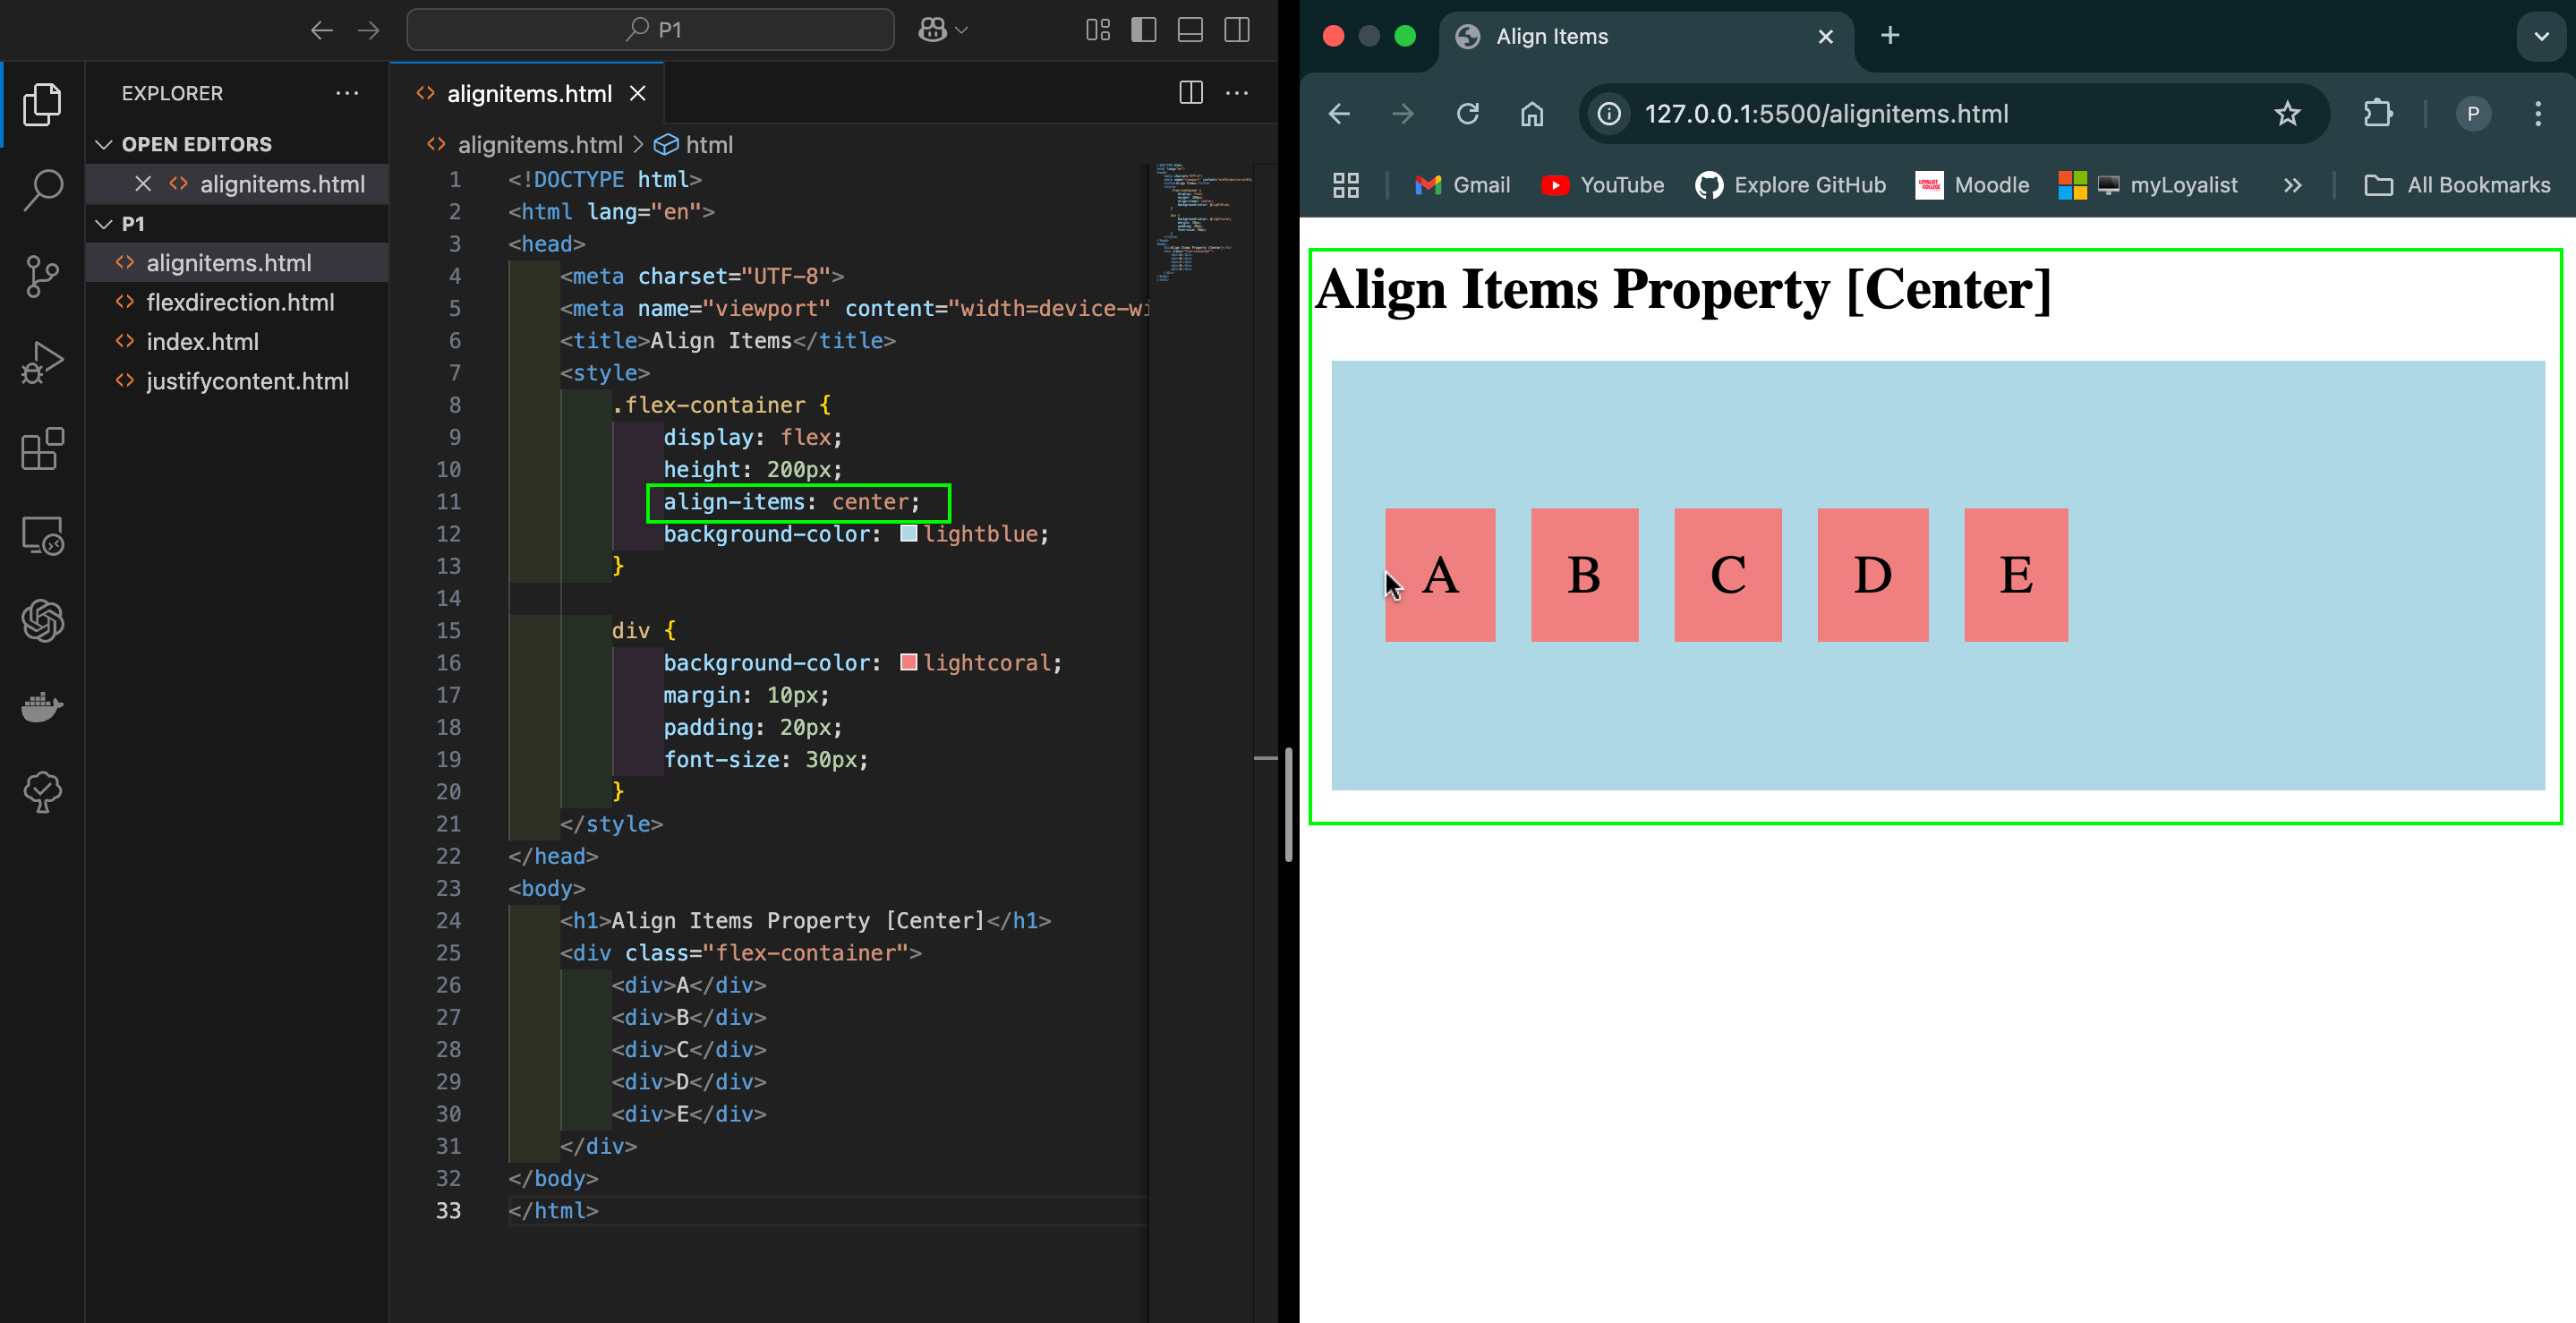 P1
EXPLORER
OPEN EDITORS
alignitems.html
P1
alignitems.html
flexdirection.html
index.html
justifycontent.html
alignitems.html
alignitems.html > html
1 <!DOCTYPE html>
2 <html lang="en">
3 <head>
4 <meta charset="UTF-8">
5 <meta name="viewport" content="width=device-wi
6 <title>Align Items</title>
7 <style>
8 .flex-container {
9 display: flex;
10 height: 200px;
11 align-items: center;
12 background-color: lightblue;
13 }
14
15 div {
16 background-color: lightcoral;
17 margin: 10px;
18 padding: 20px;
19 font-size: 30px;
20 }
21 </style>
22 </head>
23 <body>
24 <h1>Align Items Property [Center]</h1>
25 <div class="flex-container">
26 <div>A</div>
27 <div>B</div>
28 <div>C</div>
29 <div>D</div>
30 <div>E</div>
31 </div>
32 </body>
33 </html>
Align Items
127.0.0.1:5500/alignitems.html
P
Gmail YouTube Explore GitHub Moodle myLoyalist All Bookmarks
Align Items Property [Center]
A B C D E